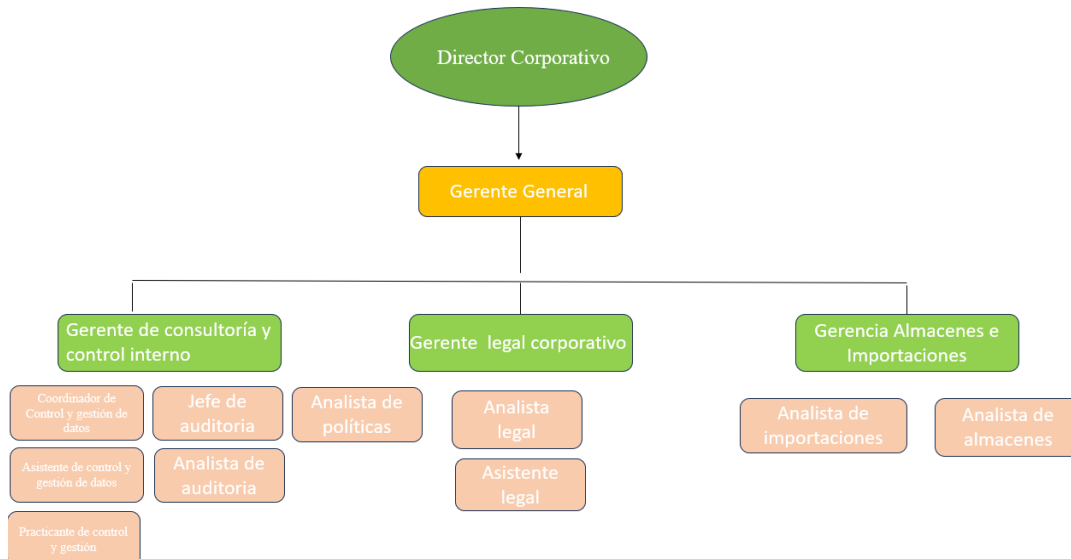 Director Corporativo
Gerente General
Gerente de consultoría y
control interno
Gerente  legal corporativo
Gerencia Almacenes e
Importaciones
Coordinador de
Control y gestión de
datos
Jefe de
auditoria
Analista de
políticas
Analista
legal
Analista de
importaciones
Analista de
almacenes
Asistente de control y
gestión de datos
Analista de
auditoria
Asistente
legal
Practicante de control
y gestión